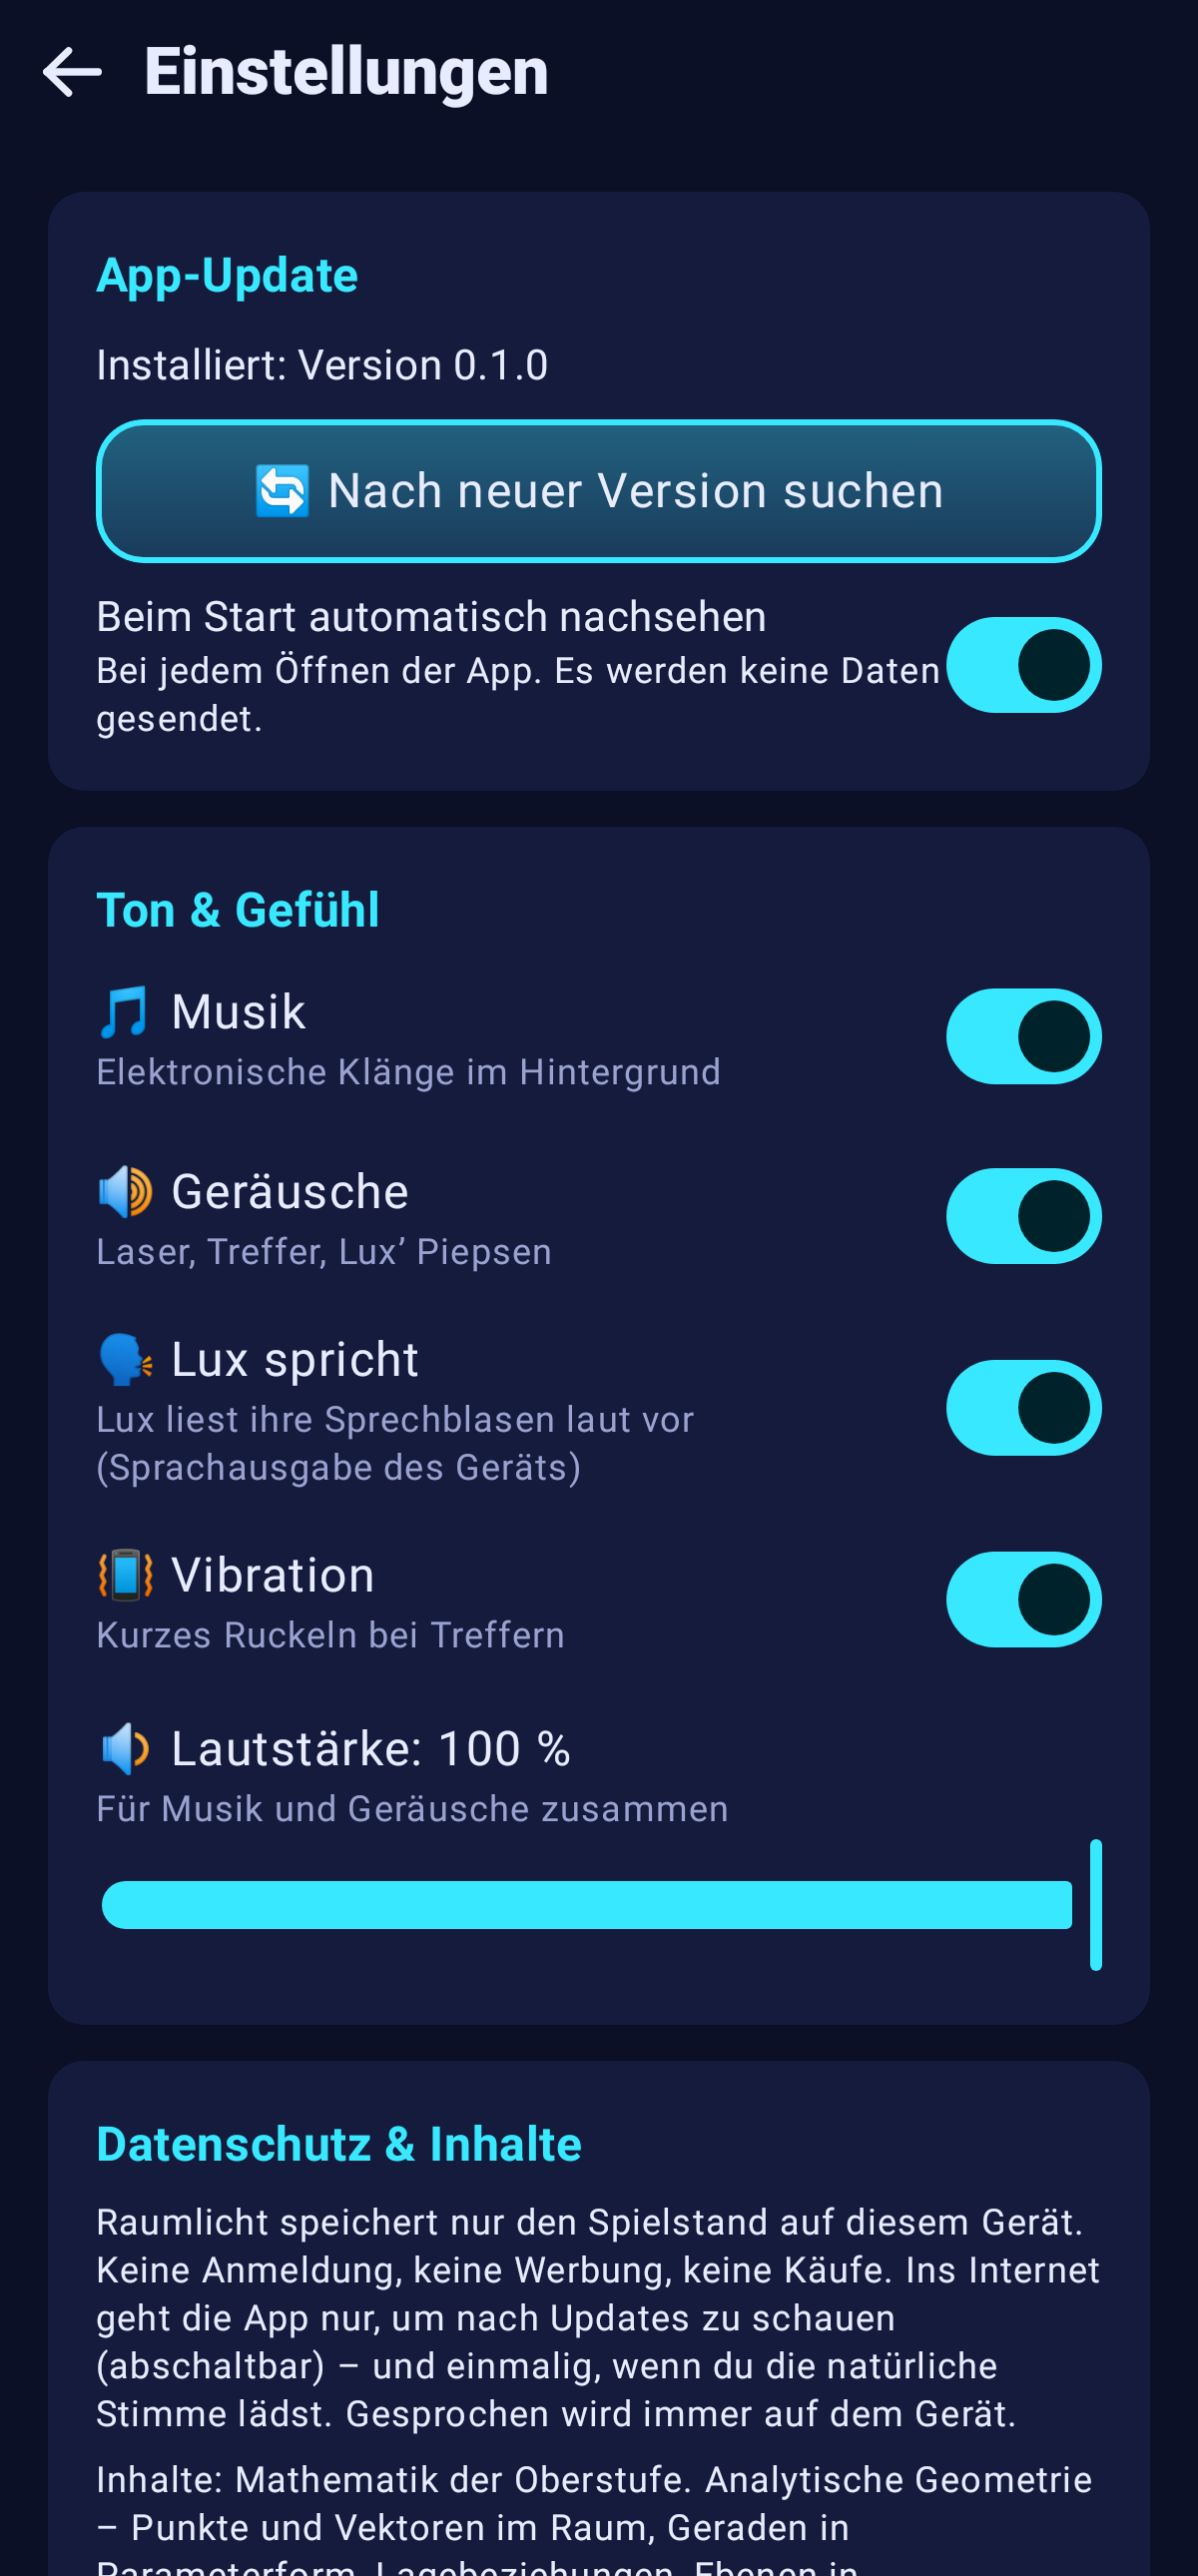 Einstellungen
App-Update
Installiert: Version 0.1.0
Nach neuer Version suchen
Beim Start automatisch nachsehen
Bei jedem Öffnen der App. Es werden keine Daten
gesendet.
Ton & Gefühl
Musik
Elektronische Klänge im Hintergrund
Geräusche
Laser, Treffer, Lux’ Piepsen
Lux spricht
Lux liest ihre Sprechblasen laut vor
(Sprachausgabe des Geräts)
Vibration
Kurzes Ruckeln bei Treffern
Lautstärke: 100 %
Für Musik und Geräusche zusammen
Datenschutz & Inhalte
Raumlicht speichert nur den Spielstand auf diesem Gerät.
Keine Anmeldung, keine Werbung, keine Käufe. Ins Internet
geht die App nur, um nach Updates zu schauen
(abschaltbar) – und einmalig, wenn du die natürliche
Stimme lädst. Gesprochen wird immer auf dem Gerät.
Inhalte: Mathematik der Oberstufe. Analytische Geometrie
– Punkte und Vektoren im Raum, Geraden in
Parameterform, Lagebeziehungen, Ebenen in